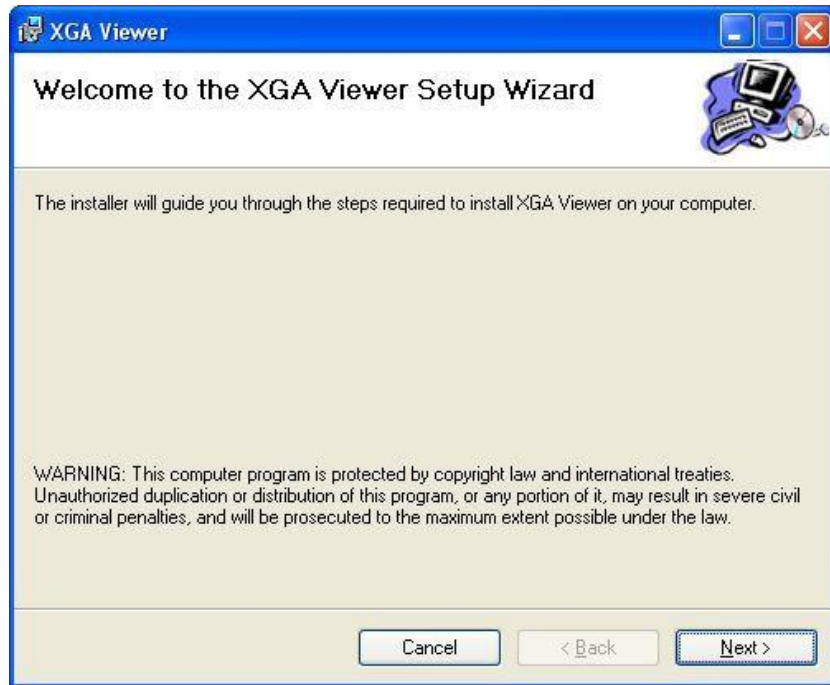 XGA Viewer
Welcome to the XGA Viewer Setup Wizard
The installer will guide you through the steps required to install XGA Viewer on your computer.
WARNING: This computer program is protected by copyright law and international treaties.
Unauthorized duplication or distribution of this program, or any portion of it, may result in severe civil
or criminal penalties, and will be prosecuted to the maximum extent possible under the law.
Cancel
< Back
Next >